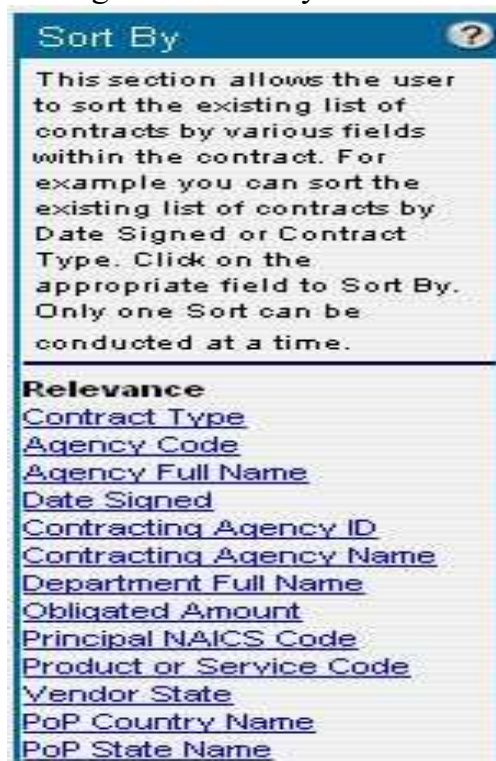 Sort By ?
This section allows the user
to sort the existing list of
contracts by various fields
within the contract. For
example you can sort the
existing list of contracts by
Date Signed or Contract
Type. Click on the
appropriate field to Sort By.
Only one Sort can be
conducted at a time.
Relevance
Contract Type
Agency Code
Agency Full Name
Date Signed
Contracting Agency ID
Contracting Agency Name
Department Full Name
Obligated Amount
Principal NAICS Code
Product or Service Code
Vendor State
PoP Country Name
PoP State Name